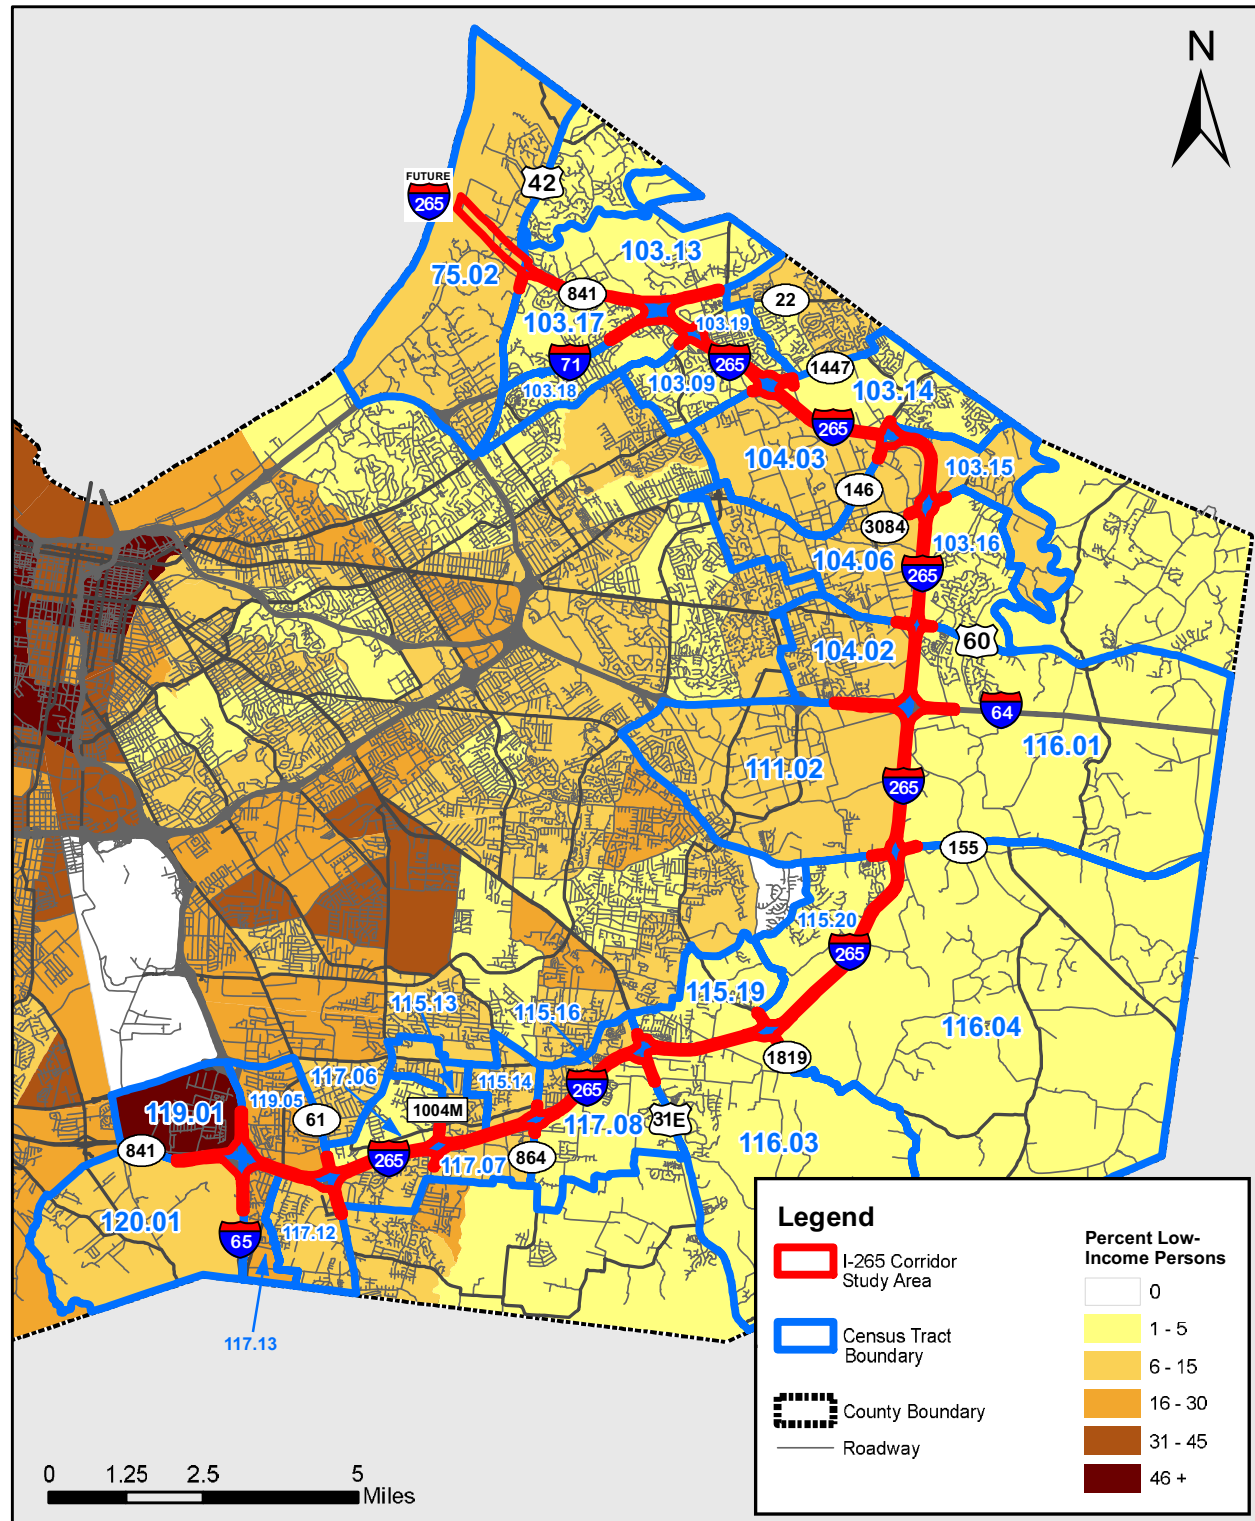 N
FUTURE
265
42
75.02
103.13
841
22
103.17
103.19
71
265
1447
103.18
103.09
103.14
265
104.03
103.15
146
3084
103.16
104.06
265
60
104.02
64
116.01
111.02
265
155
115.20
265
115.19
115.13
115.16
116.04
1819
117.06
115.14
265
119.01
119.05
61
1004M
31E
117.08
116.03
841
265
117.07
864
120.01
117.12
65
117.13
Legend
I-265 Corridor
Study Area
Census Tract
Boundary
County Boundary
Roadway
Percent Low-
Income Persons
0
1 - 5
6 - 15
16 - 30
31 - 45
46 +
0 1.25 2.5 5
Miles